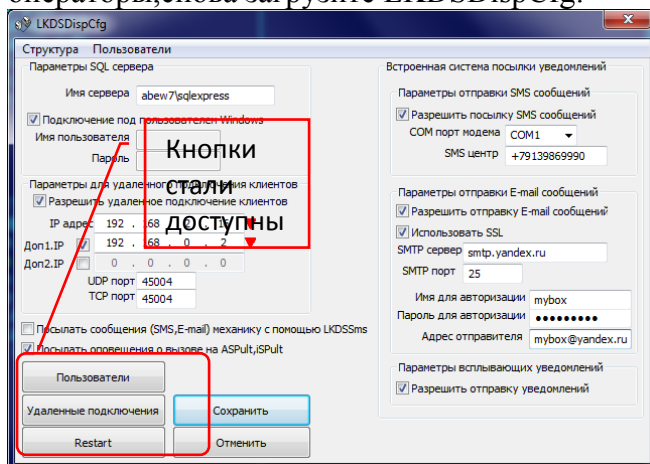 операторы,снова загрузите LKDSDispCfg.
LKDSDispCfg
Структура Пользователи
Параметры SQL сервера
Имя сервера abew7\sqlexpress
Подключение под пользователем Windows
Имя пользователя
Пароль
Кнопки
стали
доступны
Параметры для удаленного подключения клиентов
Разрешить удаленное подключение клиентов
IP адрес 192 . 168 . 2 .
Доп1.IP 192 . 168 . 0 . 2
Доп2.IP 0 . 0 . 0 . 0
UDP порт 45004
TCP порт 45004
Посылать сообщения (SMS,E-mail) механику с помощью LKDSSms
Посылать оповещения о вызове на ASPult,iSPult
Пользователи
Удаленные подключения Сохранить
Restart Отменить
Встроенная система посылки уведомлений
Параметры отправки SMS сообщений
Разрешить посылку SMS сообщений
COM порт модема COM1
SMS центр +79139869990
Параметры отправки E-mail сообщений
Разрешить отправку E-mail сообщений
Использовать SSL
SMTP сервер smtp.yandex.ru
SMTP порт 25
Имя для авторизации mybox
Пароль для авторизации ●●●●●●●●●
Адрес отправителя mybox@yandex.ru
Параметры всплывающих уведомлений
Разрешить отправку уведомлений